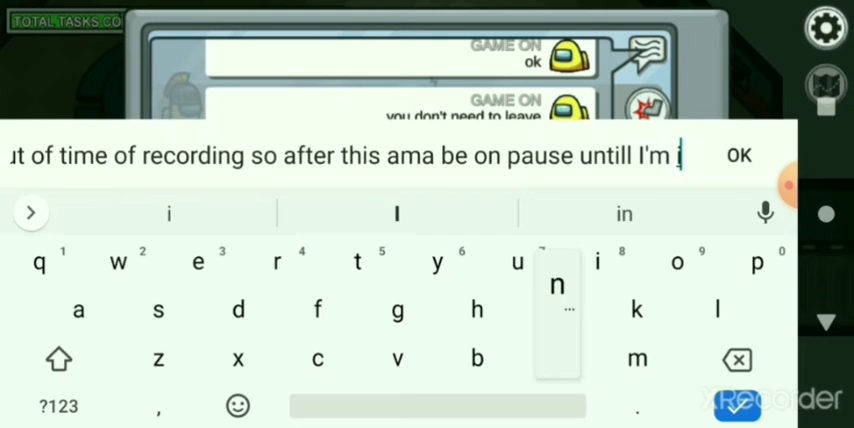 TOTAL TASKS CO
GAME ON
ok
GAME ON
you don't need to leave
ut of time of recording so after this ama be on pause untill I'm i
OK
i I in
q 1 w 2 e 3 r 4 t 5 y 6 u i 8 o 9 p 0
n
...
a s d f g h k l
z x c v b m
?123 , .
XRecorder